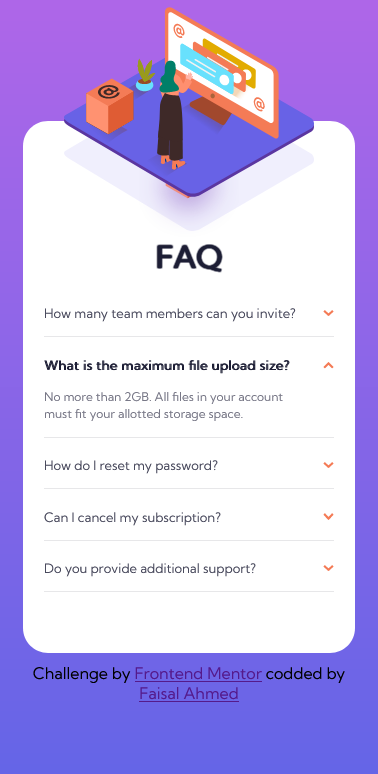 FAQ
How many team members can you invite?
What is the maximum file upload size?
No more than 2GB. All files in your account
must fit your allotted storage space.
How do I reset my password?
Can I cancel my subscription?
Do you provide additional support?
Challenge by Frontend Mentor codded by
Faisal Ahmed